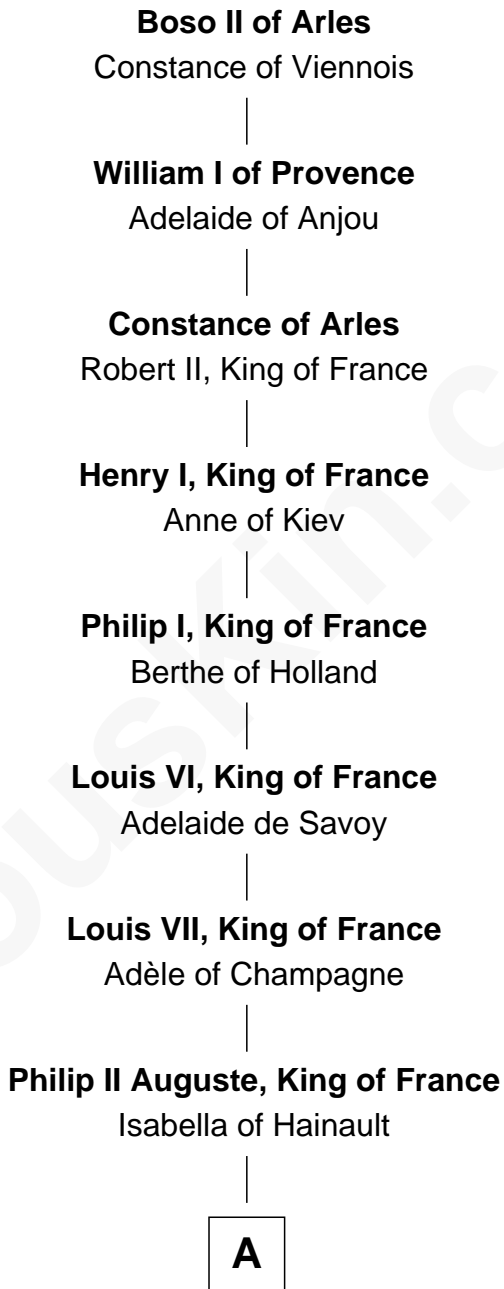 Boso II of Arles
Constance of Viennois
William I of Provence
Adelaide of Anjou
Constance of Arles
Robert II, King of France
Henry I, King of France
Anne of Kiev
Philip I, King of France
Berthe of Holland
Louis VI, King of France
Adelaide de Savoy
Louis VII, King of France
Adèle of Champagne
Philip II Auguste, King of France
Isabella of Hainault
A